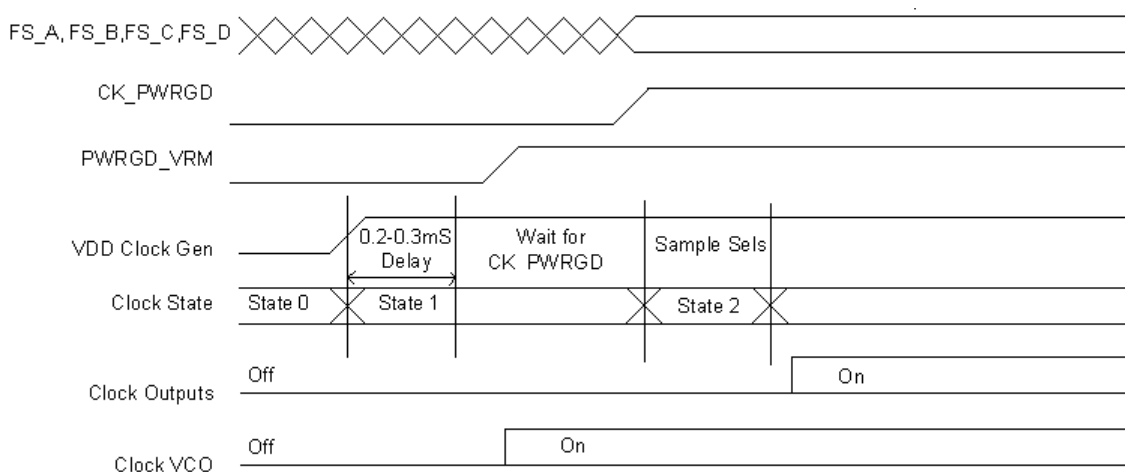 FS_A, FS_B,FS_C,FS_D
CK_PWRGD
PWRGD_VRM
VDD Clock Gen
0.2-0.3mS
Delay
Wait for
CK PWRGD
Sample Sels
Clock State
State 0
State 1
State 2
Clock Outputs
Off
On
Clock VCO
Off
On